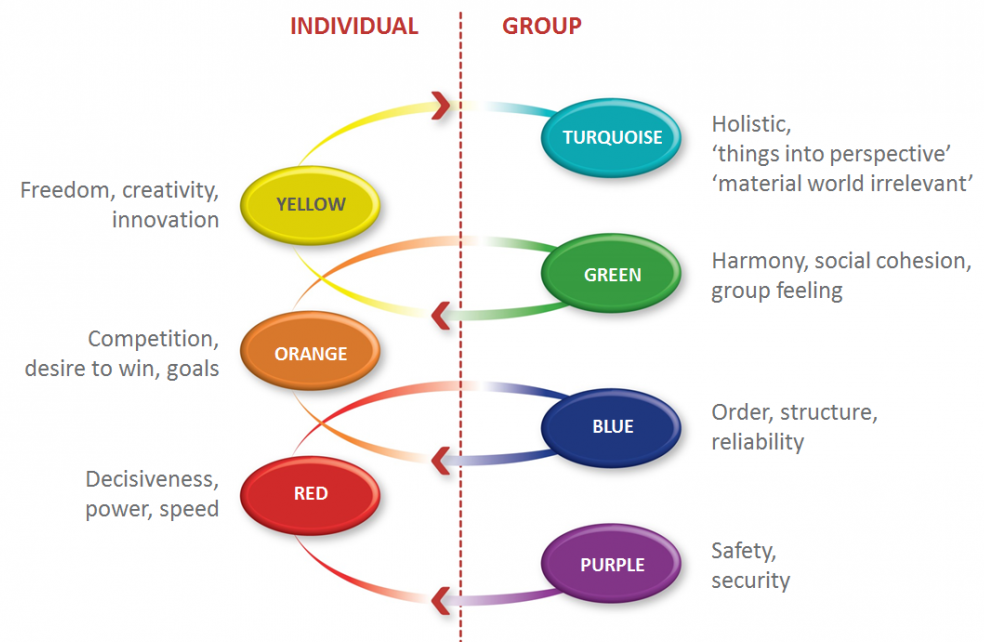 INDIVIDUAL
GROUP
TURQUOISE
Holistic,
‘things into perspective’
‘material world irrelevant’
Freedom, creativity,
innovation
YELLOW
GREEN
Harmony, social cohesion,
group feeling
Competition,
desire to win, goals
ORANGE
BLUE
Order, structure,
reliability
Decisiveness,
power, speed
RED
PURPLE
Safety,
security